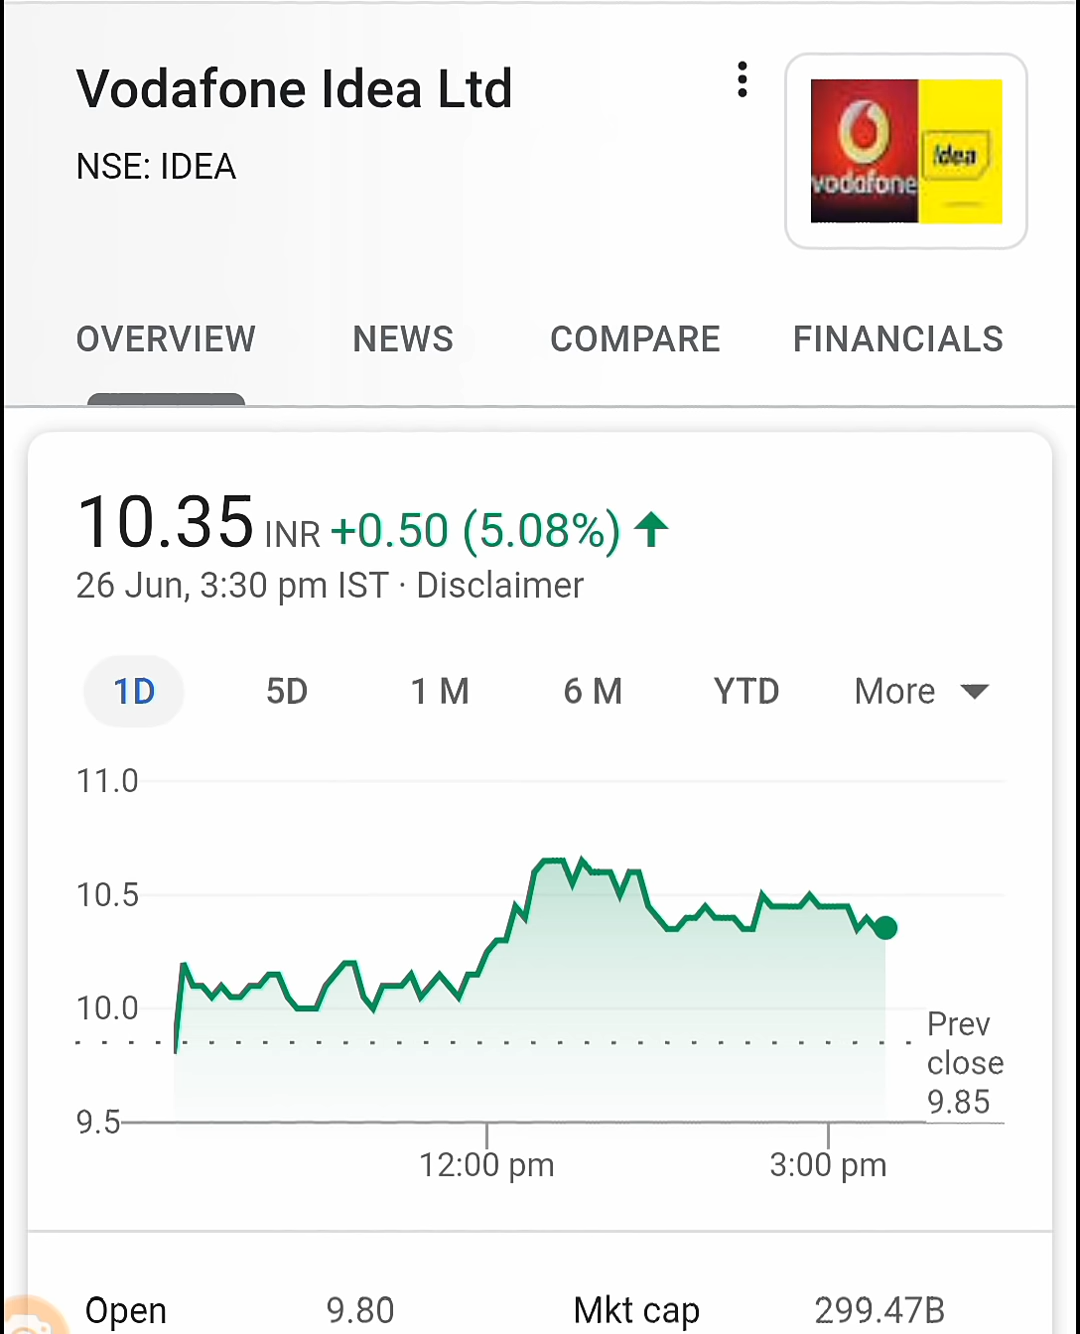 Vodafone Idea Ltd
NSE: IDEA
vodafone
Idea
OVERVIEW NEWS COMPARE FINANCIALS
10.35 INR +0.50 (5.08%)
26 Jun, 3:30 pm IST · Disclaimer
1D 5D 1 M 6 M YTD More
11.0
10.5
10.0
Prev
close
9.85
9.5
12:00 pm 3:00 pm
Open 9.80 Mkt cap 299.47B